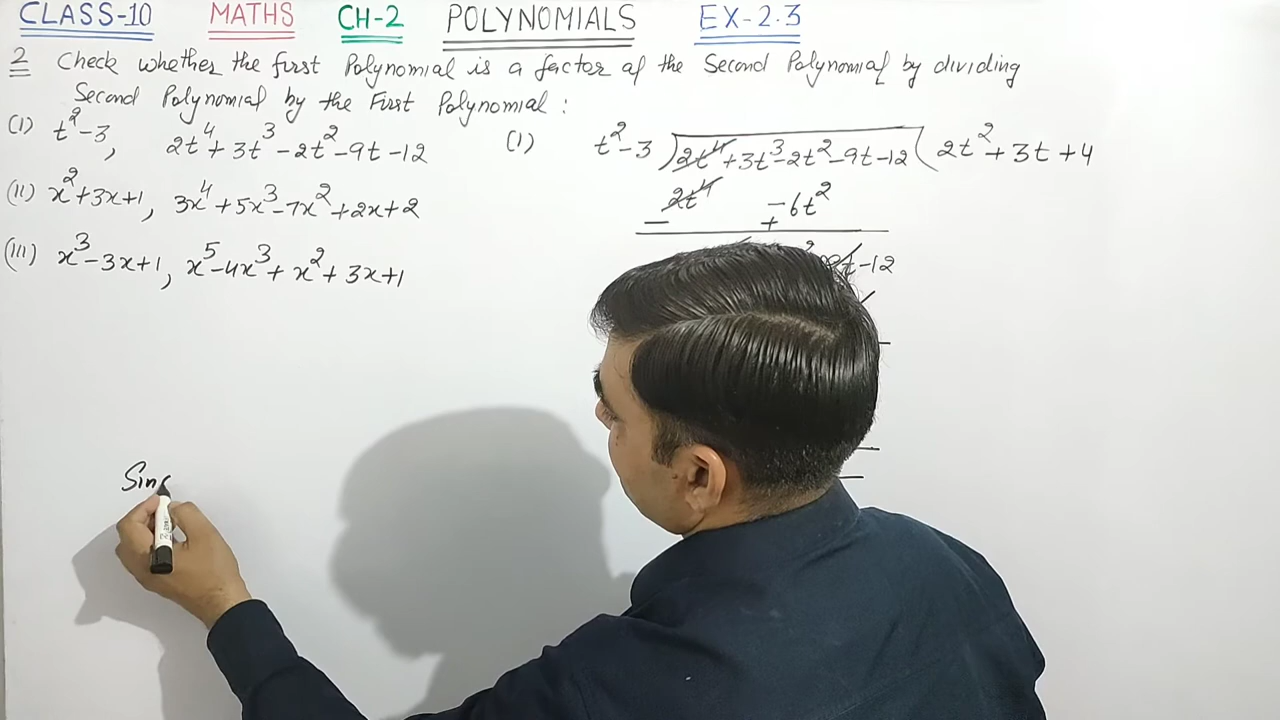 CLASS-10 MATHS CH-2 POLYNOMIALS EX-2.3
2 Check whether the first Polynomial is a factor of the Second Polynomial by dividing
Second Polynomial by the First Polynomial :
(I) t²-3, 2t⁴+3t³-2t²-9t-12
(II) x²+3x+1, 3x⁴+5x³-7x²+2x+2
(III) x³-3x+1, x⁵-4x³+x²+3x+1
(I) t²-3 ) 2t⁴+3t³-2t²-9t-12 ( 2t²+3t+4
2t⁴ -6t²
- +
-12
Sinc